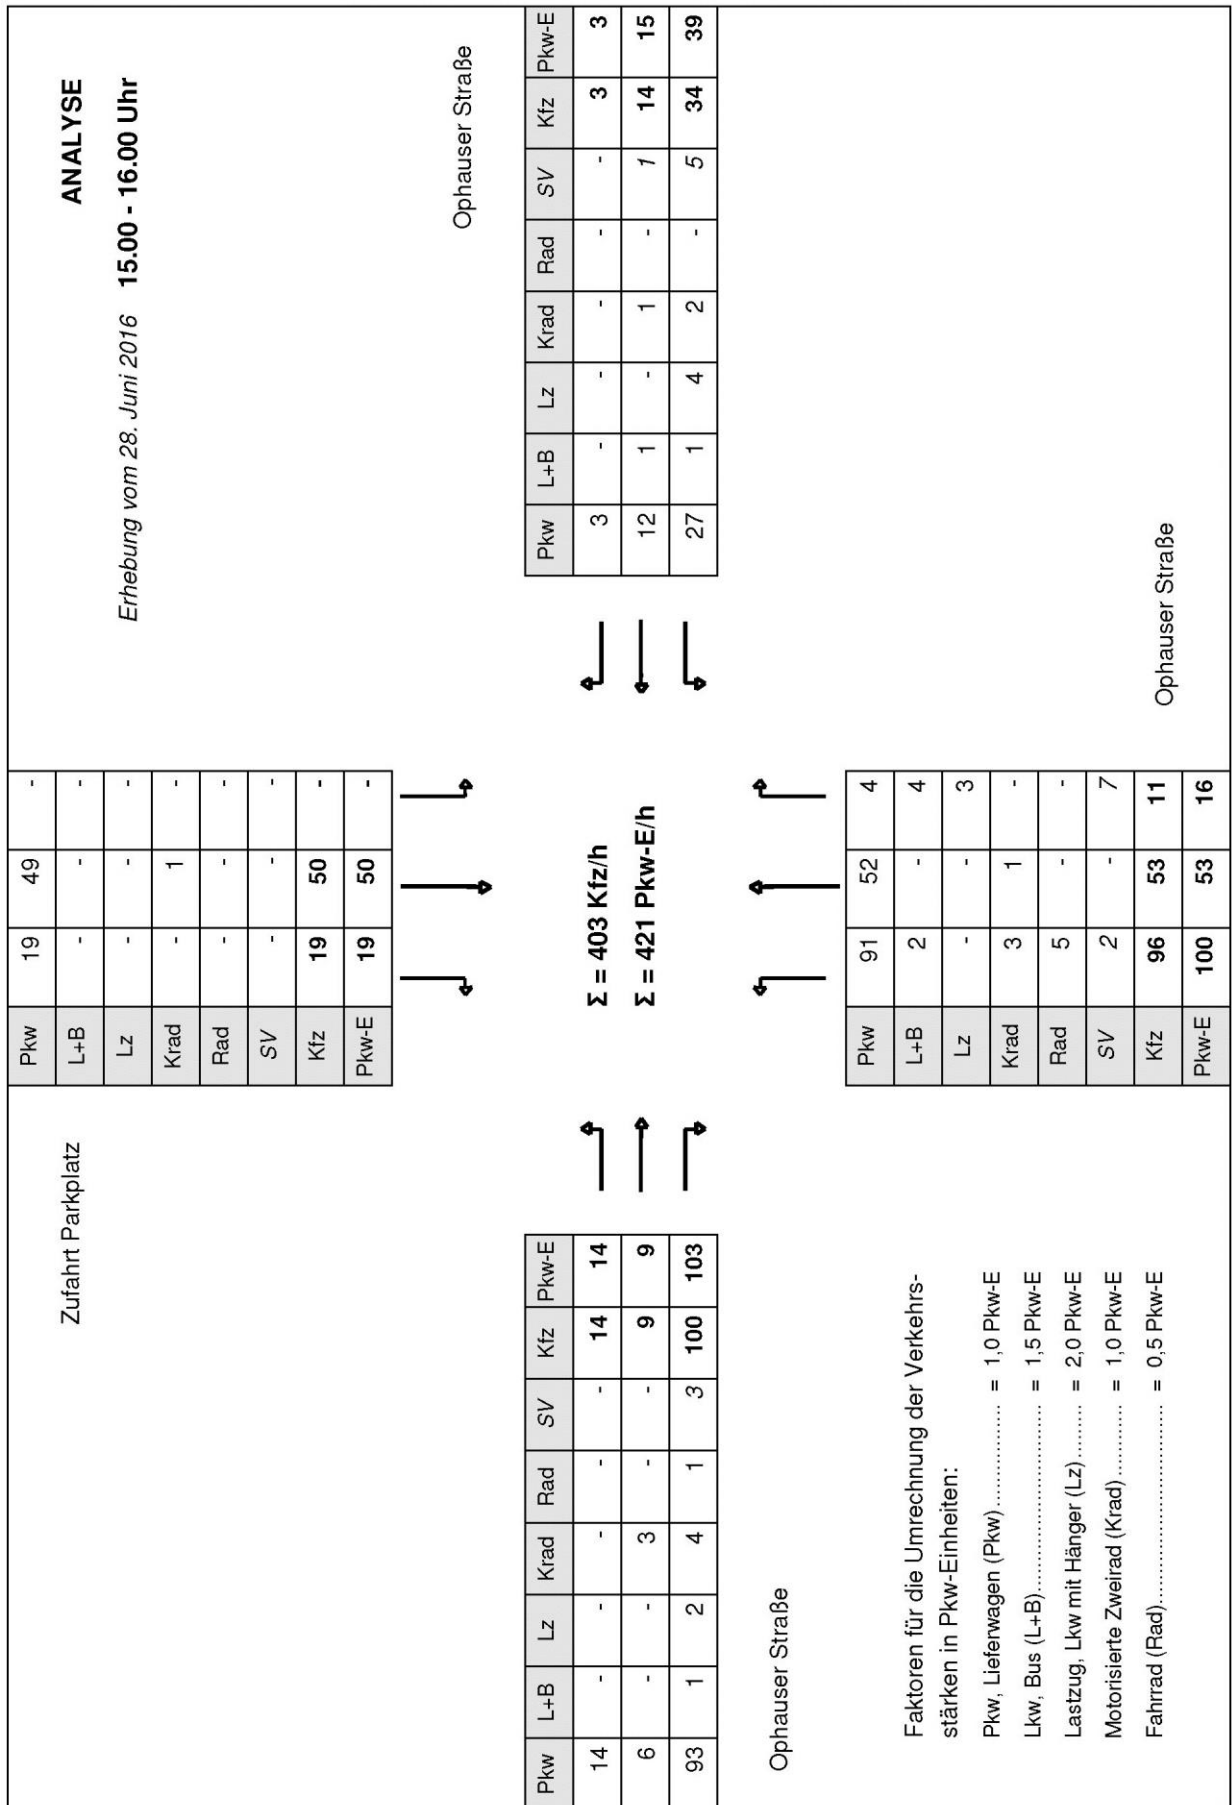 ANALYSE
Erhebung vom 28. Juni 2016 15.00 - 16.00 Uhr
Zufahrt Parkplatz
Pkw 19 49 -
L+B - - -
Lz - - -
Krad - 1 -
Rad - - -
SV - - -
Kfz 19 50 -
Pkw-E 19 50 -
Ophauser Straße
Pkw L+B Lz Krad Rad SV Kfz Pkw-E
14 - - - - - 14 14
6 - - 3 - - 9 9
93 1 2 4 1 3 100 103
Σ = 403 Kfz/h
Σ = 421 Pkw-E/h
Pkw L+B Lz Krad Rad SV Kfz Pkw-E
3 - - - - - 3 3
12 1 - 1 - 1 14 15
27 1 4 2 - 5 34 39
Ophauser Straße
Pkw 91 52 4
L+B 2 - 4
Lz - - 3
Krad 3 1 -
Rad 5 - -
SV 2 - 7
Kfz 96 53 11
Pkw-E 100 53 16
Ophauser Straße
Faktoren für die Umrechnung der Verkehrs-
stärken in Pkw-Einheiten:
Pkw, Lieferwagen (Pkw)................ = 1,0 Pkw-E
Lkw, Bus (L+B)............................... = 1,5 Pkw-E
Lastzug, Lkw mit Hänger (Lz).......... = 2,0 Pkw-E
Motorisierte Zweirad (Krad)............. = 1,0 Pkw-E
Fahrrad (Rad).................................. = 0,5 Pkw-E